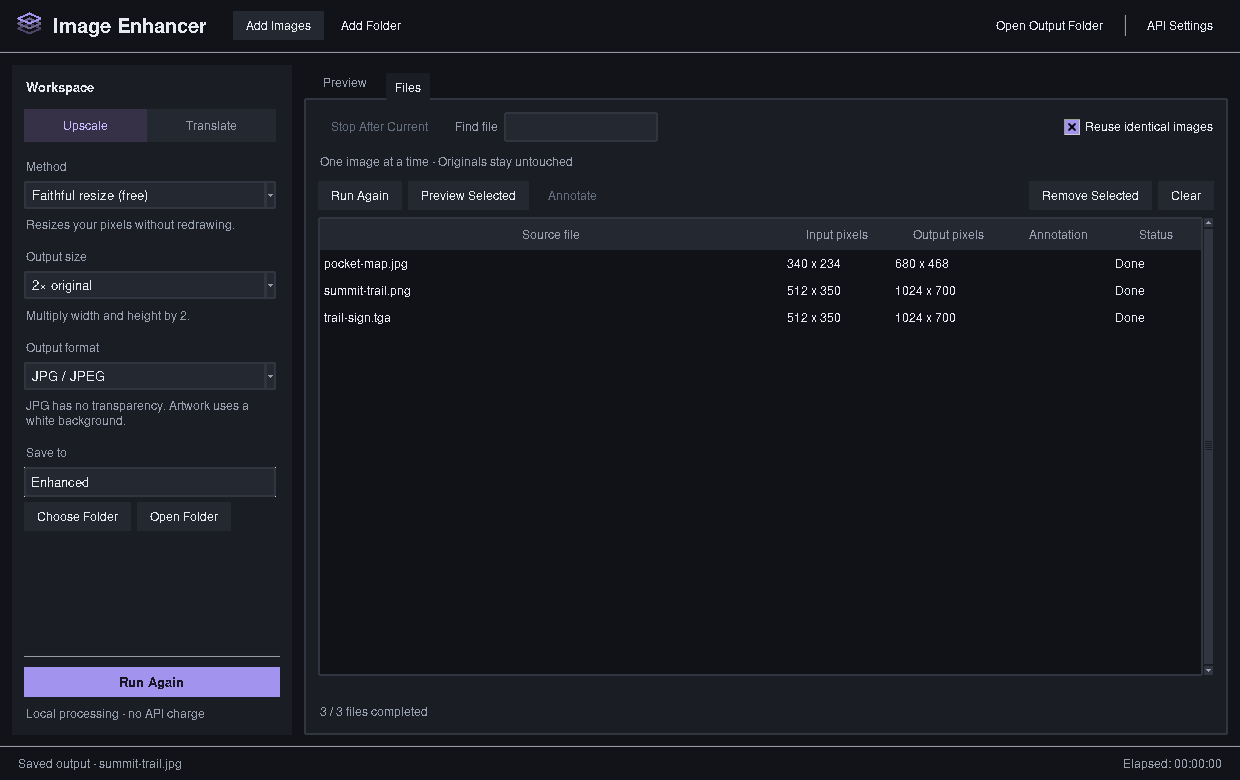 Image Enhancer
Add Images
Add Folder
Open Output Folder
API Settings
Workspace
Upscale
Translate
Method
Faithful resize (free)
Resizes your pixels without redrawing.
Output size
2× original
Multiply width and height by 2.
Output format
JPG / JPEG
JPG has no transparency. Artwork uses a
white background.
Save to
Enhanced
Choose Folder
Open Folder
Run Again
Local processing · no API charge
Preview
Files
Stop After Current
Find file
Reuse identical images
One image at a time · Originals stay untouched
Run Again
Preview Selected
Annotate
Remove Selected
Clear
Source file Input pixels Output pixels Annotation Status
pocket-map.jpg 340 x 234 680 x 468 Done
summit-trail.png 512 x 350 1024 x 700 Done
trail-sign.tga 512 x 350 1024 x 700 Done
3 / 3 files completed
Saved output · summit-trail.jpg
Elapsed: 00:00:00